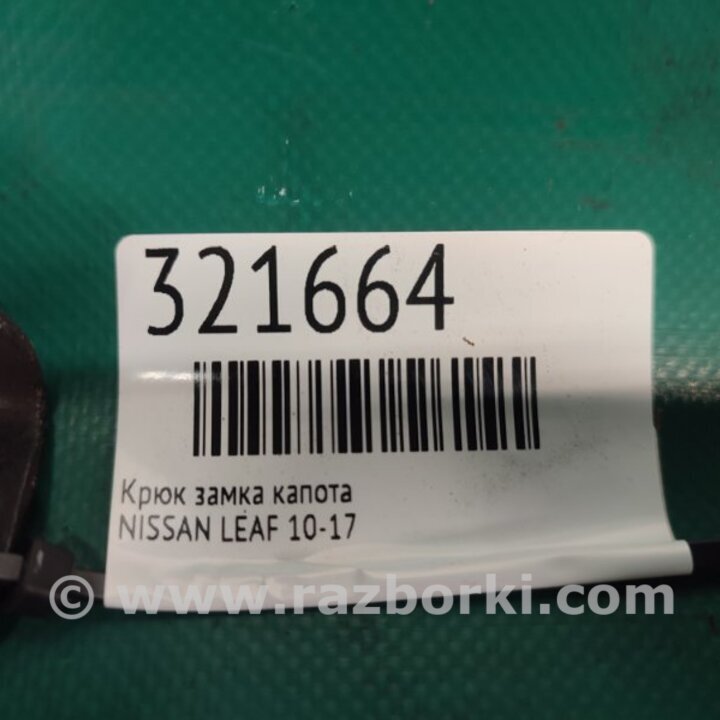 321664
Крюк замка капота
NISSAN LEAF 10-17
© www.razborki.com